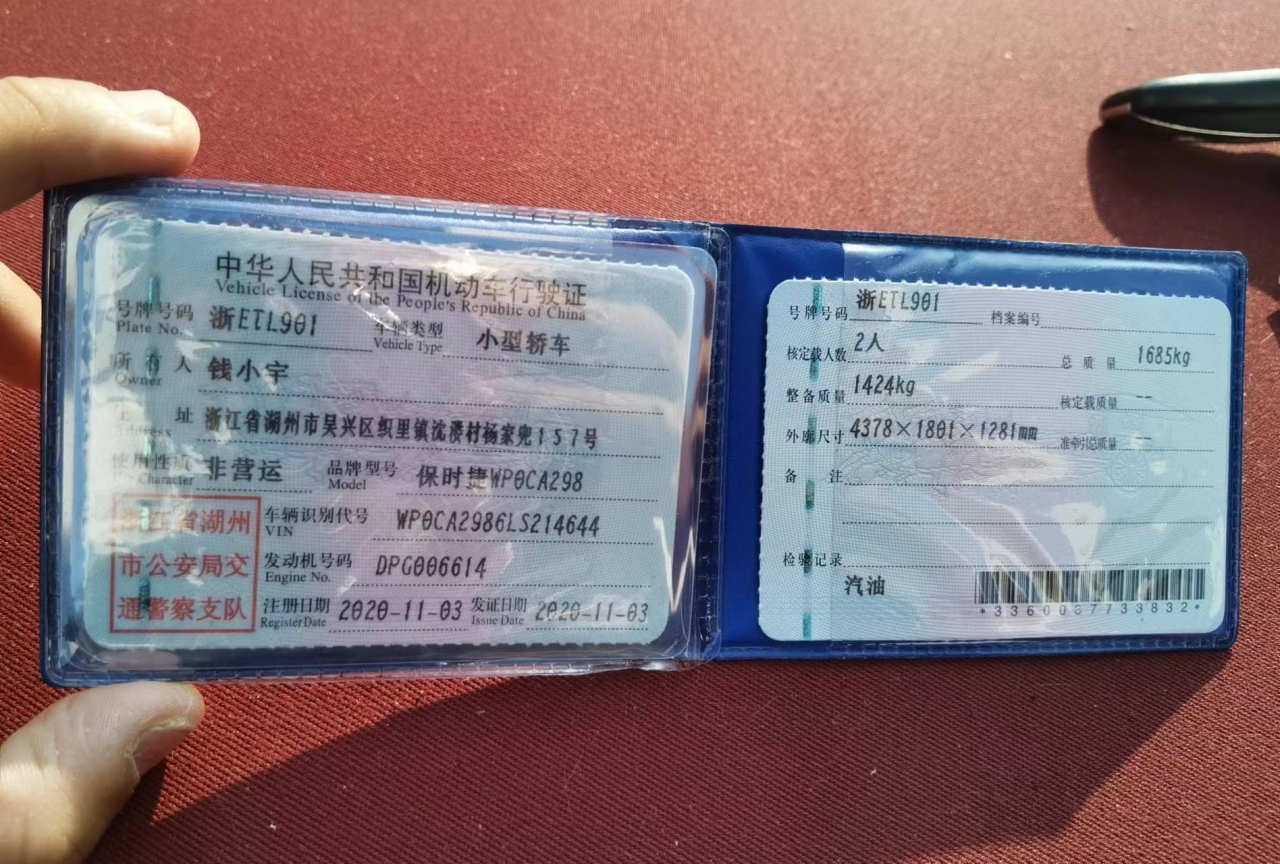 中华人民共和国机动车行驶证
Vehicle License of the People's Republic of China
号牌号码 浙ETL901 车辆类型 小型轿车
Plate No. Vehicle Type
所有人 钱小宇
Owner
址 浙江省湖州市吴兴区织里镇沈溇村杨家兜157号
Address
使用性质 非营运 品牌型号 保时捷WP0CA298
Character Model
浙江省湖州
市公安局交
通警察支队
车辆识别代号 WP0CA2986LS214644
VIN
发动机号码 DPG006614
Engine No.
注册日期 2020-11-03 发证日期 2020-11-03
Register Date Issue Date
号牌号码 浙ETL901 档案编号
核定载人数 2人 总质量 1685kg
整备质量 1424kg 核定载质量 --
外廓尺寸 4378×1801×1281mm 准牵引总质量 --
备注
检验记录
汽油
*3360037733832*